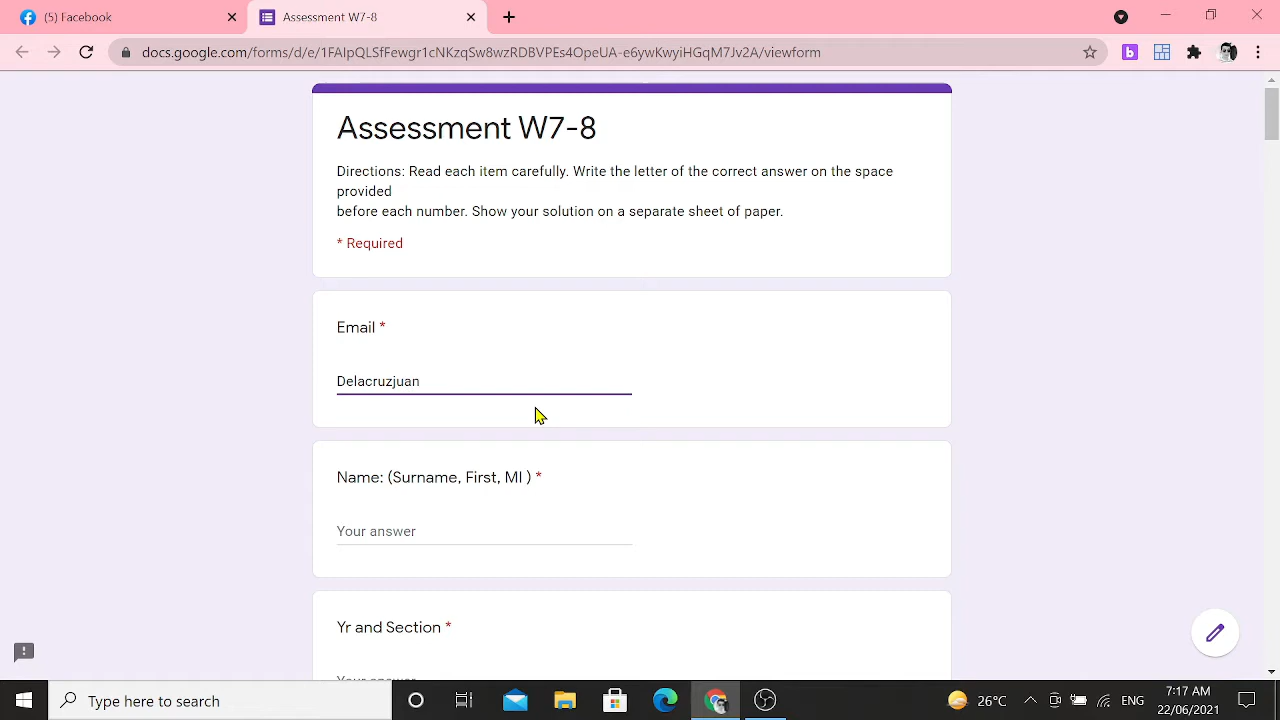 (5) Facebook
Assessment W7-8
docs.google.com/forms/d/e/1FAIpQLSfFewgr1cNKzqSw8wzRDBVPEs4OpeUA-e6ywKwyiHGqM7Jv2A/viewform
Assessment W7-8
Directions: Read each item carefully. Write the letter of the correct answer on the space
provided
before each number. Show your solution on a separate sheet of paper.
* Required
Email *
Delacruzjuan
Name: (Surname, First, MI ) *
Your answer
Yr and Section *
Your answer
Type here to search
26°C
ENG
7:17 AM
22/06/2021